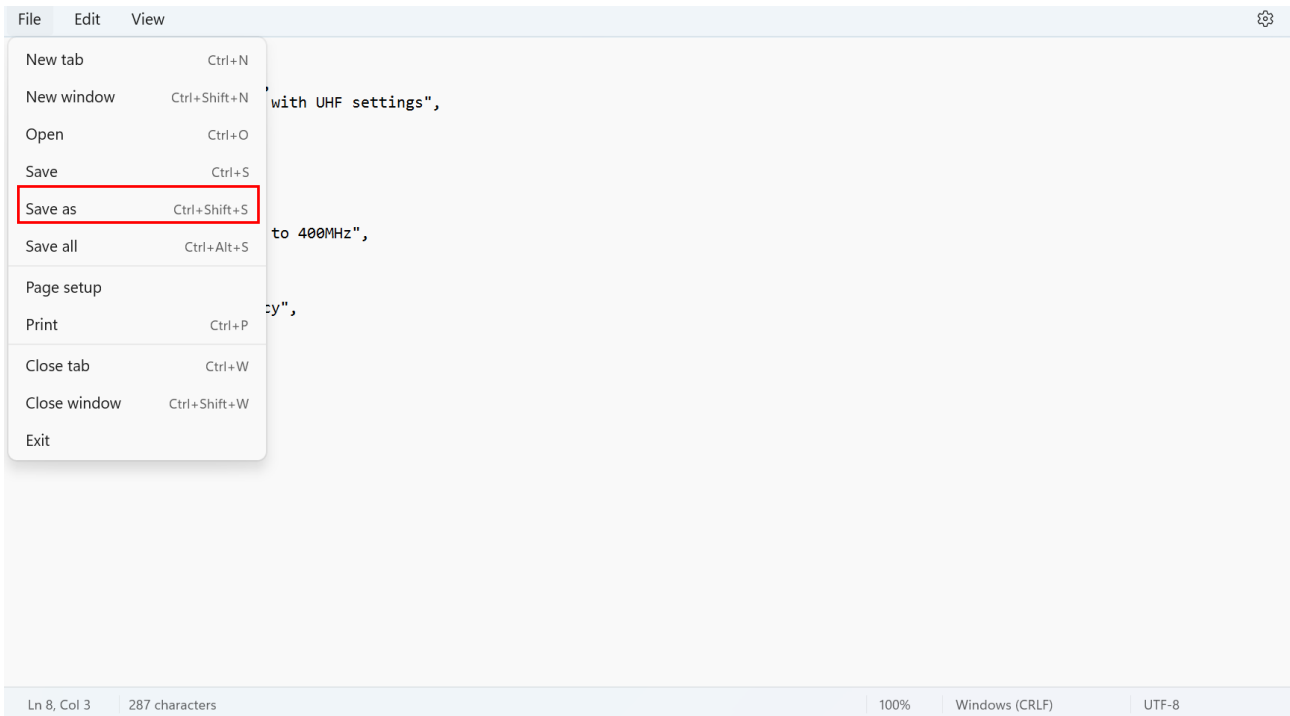 File Edit View
New tab Ctrl+N
New window Ctrl+Shift+N
with UHF settings",
Open Ctrl+O
Save Ctrl+S
Save as Ctrl+Shift+S
to 400MHz",
Save all Ctrl+Alt+S
Page setup
cy",
Print Ctrl+P
Close tab Ctrl+W
Close window Ctrl+Shift+W
Exit
Ln 8, Col 3 287 characters 100% Windows (CRLF) UTF-8